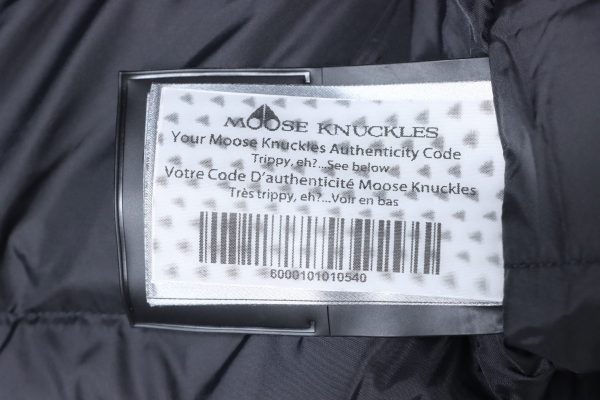 MOOSE KNUCKLES
Your Moose Knuckles Authenticity Code
Trippy, eh?...See below
Votre Code D'authenticité Moose Knuckles
Très trippy, eh?...Voir en bas
6000101010540